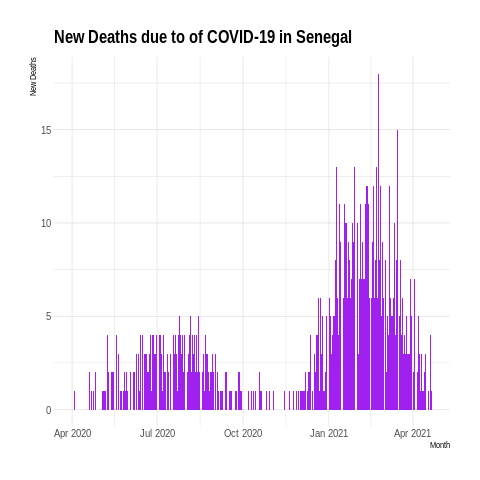 New Deaths due to of COVID-19 in Senegal
New Deaths
15
10
5
0
Apr 2020 Jul 2020 Oct 2020 Jan 2021 Apr 2021
Month